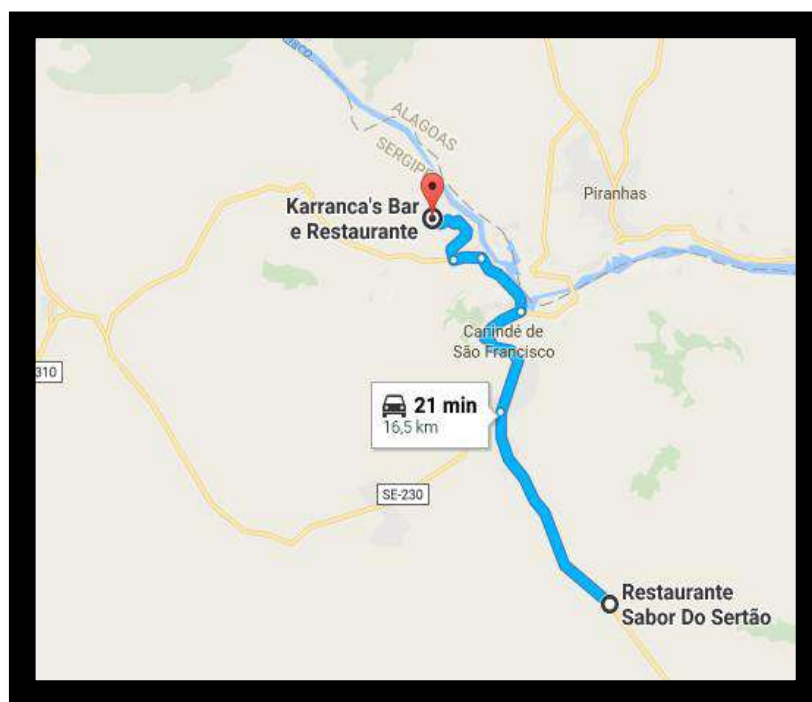 ALAGOAS
SERGIPE
Karranca's Bar
e Restaurante
Piranhas
Canindé de
São Francisco
310
21 min
16,5 km
SE-230
Restaurante
Sabor Do Sertão